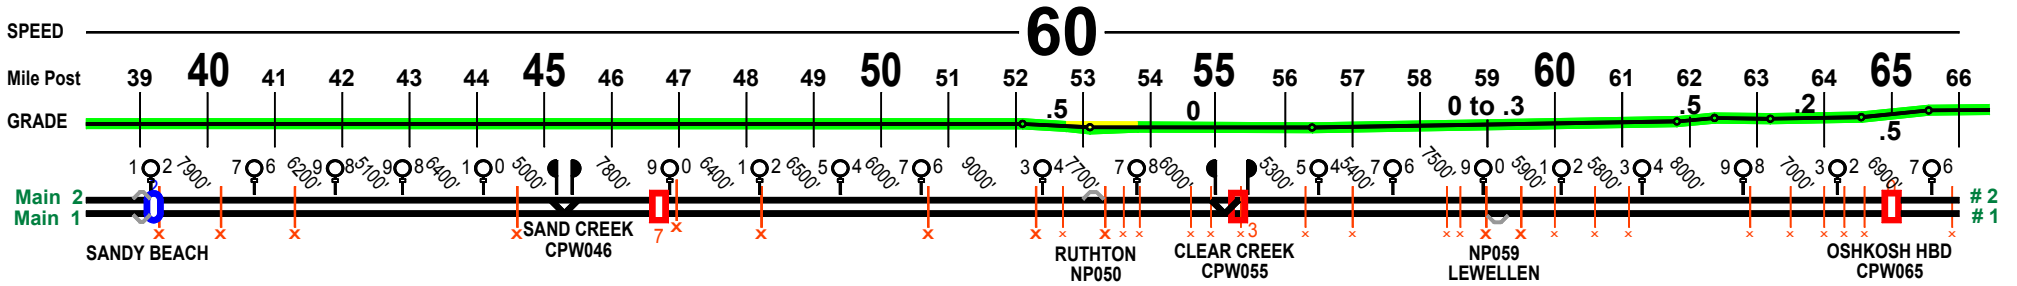 60
SPEED
Mile Post 39 40 41 42 43 44 45 46 47 48 49 50 51 52 53 54 55 56 57 58 59 60 61 62 63 64 65 66
GRADE .5 0 0 to .3 .5 .2 .5
1 2 7900' 7 6 6200' 9 8 5100' 9 8 6400' 1 0 5000' 7800' 9 0 6400' 1 2 6500' 5 4 6000' 7 6 9000' 3 4 7700' 7 8 6000' 5300' 5 4 5400' 7 6 7500' 9 0 5900' 1 2 5800' 3 4 8000' 9 8 7000' 3 2 6900' 7 6
Main 2 # 2
Main 1 # 1
7 3
SANDY BEACH
SAND CREEK
CPW046
RUTHTON
NP050
CLEAR CREEK
CPW055
NP059
LEWELLEN
OSHKOSH HBD
CPW065